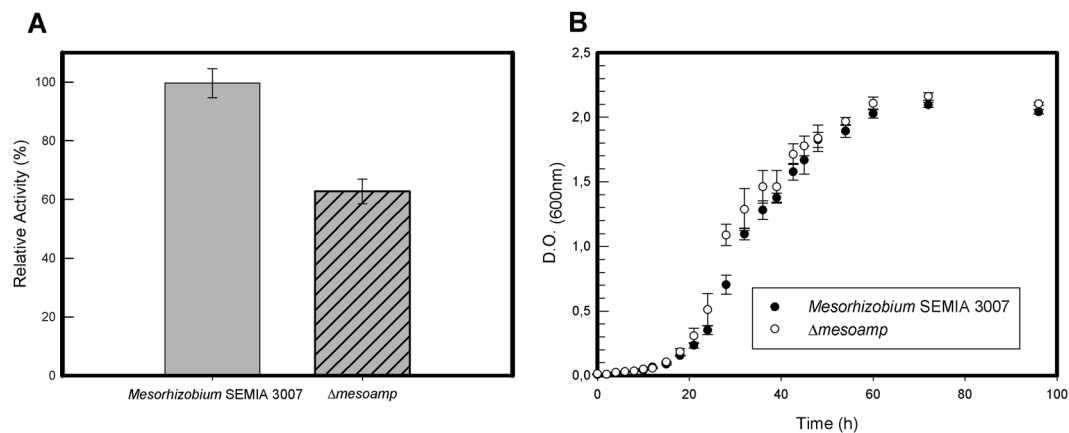 A
Relative Activity (%)
100
80
60
40
20
0
Mesorhizobium SEMIA 3007
Δmesoamp
B
D.O. (600nm)
2,5
2,0
1,5
1,0
0,5
0,0
Mesorhizobium SEMIA 3007
Δmesoamp
0 20 40 60 80 100
Time (h)